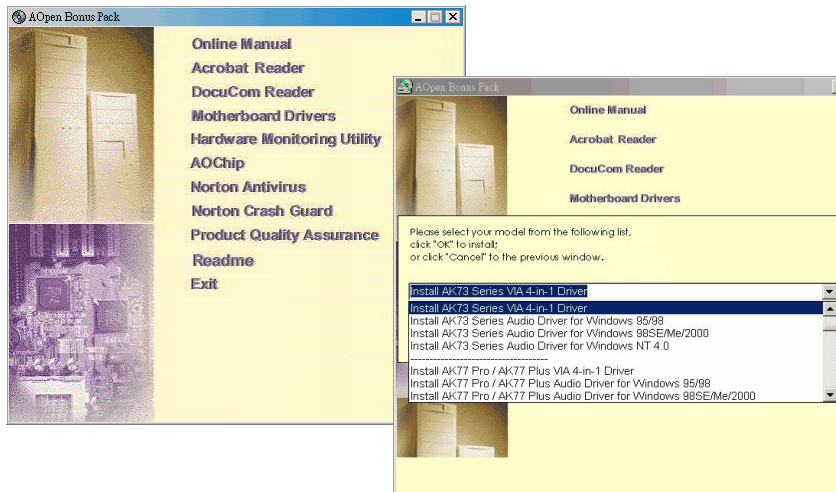 AOpen Bonus Pack
Online Manual
Acrobat Reader
DocuCom Reader
Motherboard Drivers
Hardware Monitoring Utility
AOChip
Norton Antivirus
Norton Crash Guard
Product Quality Assurance
Readme
Exit
AOpen Bonus Pack
Online Manual
Acrobat Reader
DocuCom Reader
Motherboard Drivers
Please select your model from the following list,
click "OK" to install;
or click "Cancel" to the previous window.
Install AK73 Series VIA 4-in-1 Driver
Install AK73 Series VIA 4-in-1 Driver
Install AK73 Series Audio Driver for Windows 95/98
Install AK73 Series Audio Driver for Windows 98SE/Me/2000
Install AK73 Series Audio Driver for Windows NT 4.0
------------------------------------
Install AK77 Pro / AK77 Plus VIA 4-in-1 Driver
Install AK77 Pro / AK77 Plus Audio Driver for Windows 95/98
Install AK77 Pro / AK77 Plus Audio Driver for Windows 98SE/Me/2000